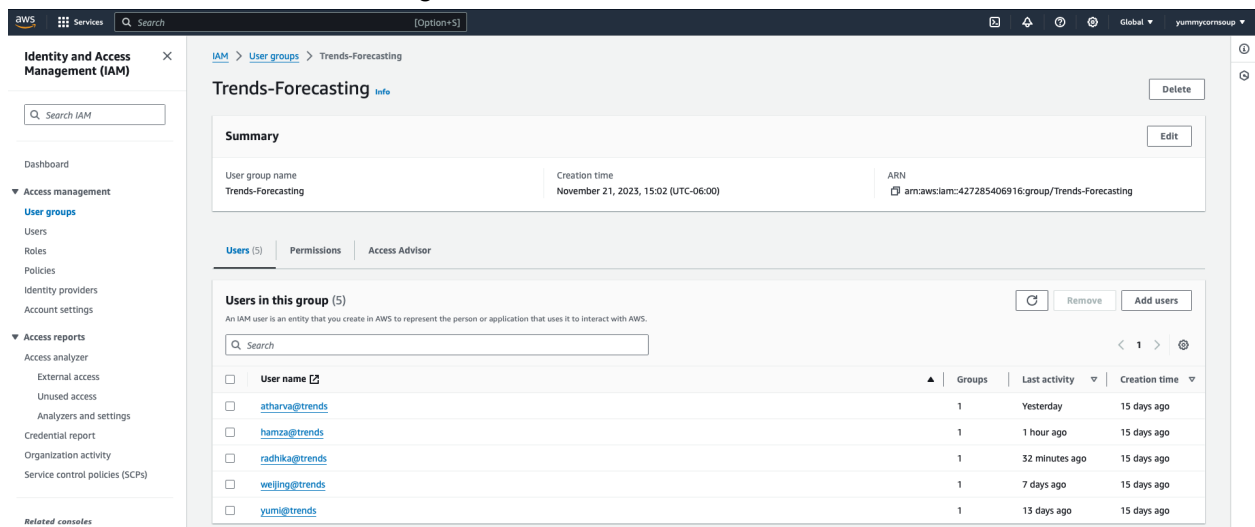 aws Services Search [Option+S] Global yummycornsoup
Identity and Access Management (IAM)
Search IAM
Dashboard
Access management
User groups
Users
Roles
Policies
Identity providers
Account settings
Access reports
Access analyzer
External access
Unused access
Analyzers and settings
Credential report
Organization activity
Service control policies (SCPs)
Related consoles
IAM > User groups > Trends-Forecasting
Trends-Forecasting Info Delete
Summary Edit
User group name
Trends-Forecasting
Creation time
November 21, 2023, 15:02 (UTC-06:00)
ARN
arn:aws:iam::427285406916:group/Trends-Forecasting
Users (5) Permissions Access Advisor
Users in this group (5) Remove Add users
An IAM user is an entity that you create in AWS to represent the person or application that uses it to interact with AWS.
Search < 1 >
User name Groups Last activity Creation time
atharva@trends 1 Yesterday 15 days ago
hamza@trends 1 1 hour ago 15 days ago
radhika@trends 1 32 minutes ago 15 days ago
weijing@trends 1 7 days ago 15 days ago
yumi@trends 1 13 days ago 15 days ago